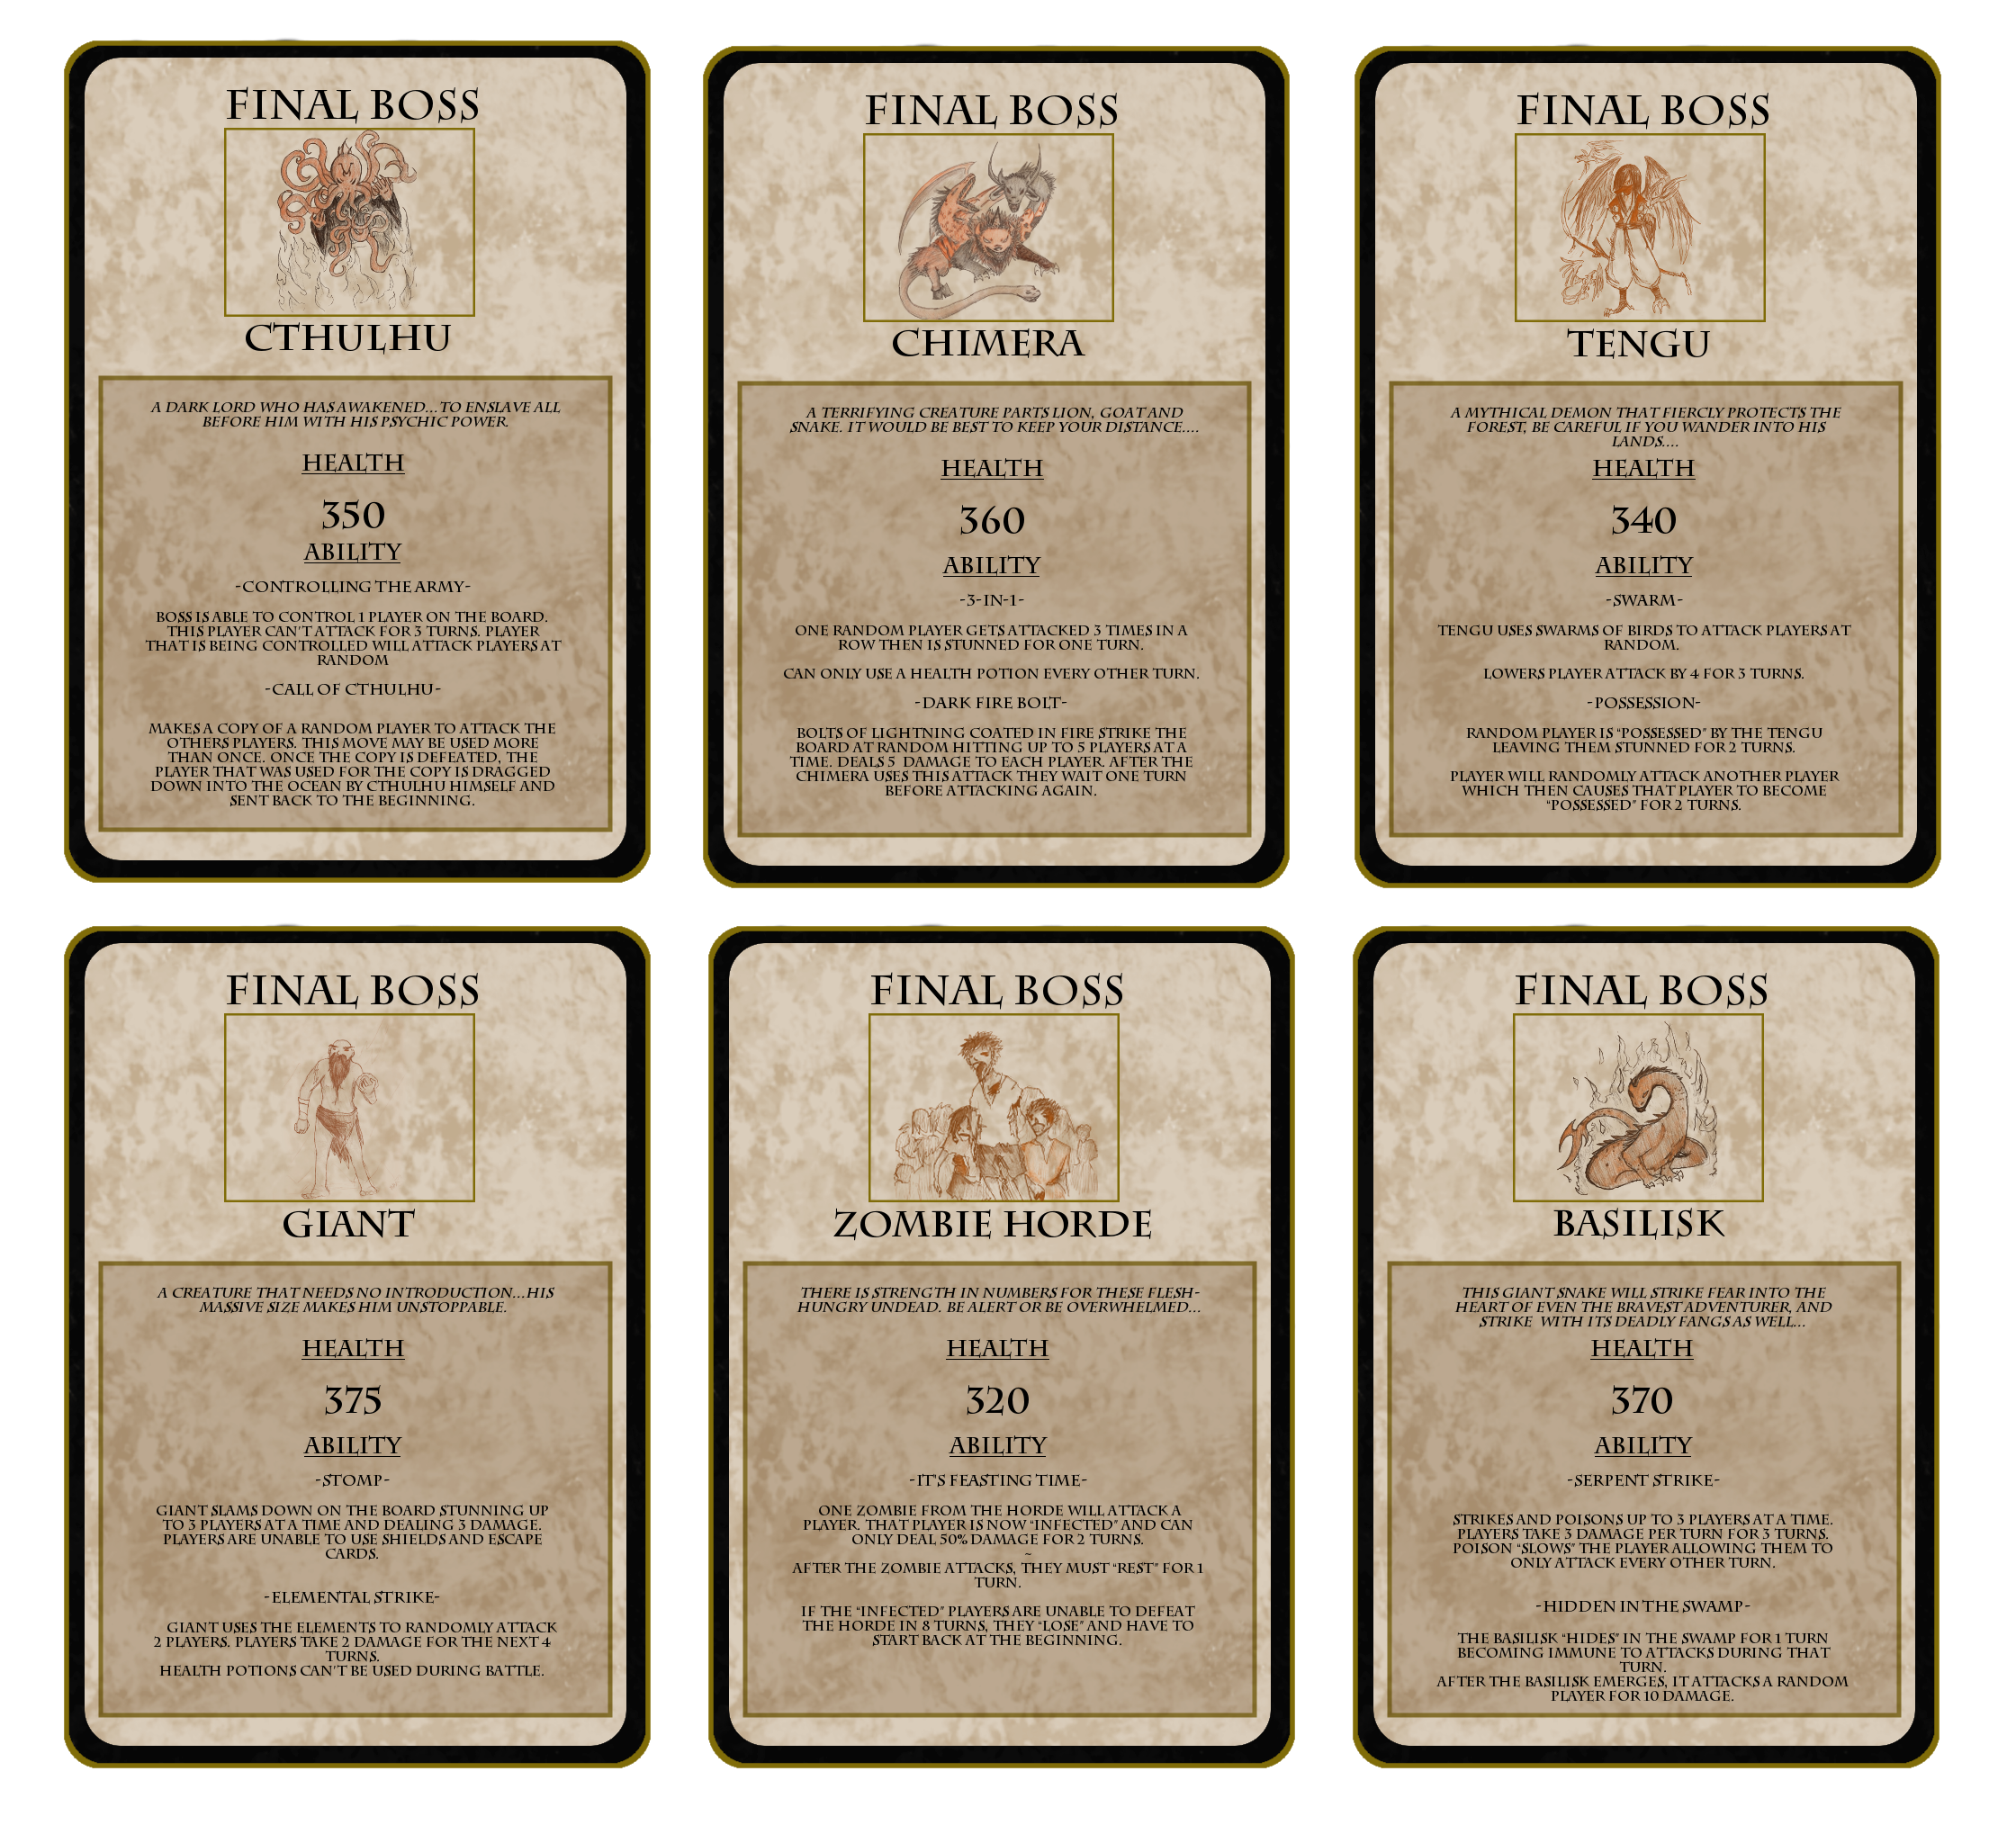 FINAL BOSS
CTHULHU
A DARK LORD WHO HAS AWAKENED...TO ENSLAVE ALL
BEFORE HIM WITH HIS PSYCHIC POWER.
HEALTH
350
ABILITY
-CONTROLLING THE ARMY-
BOSS IS ABLE TO CONTROL 1 PLAYER ON THE BOARD.
THIS PLAYER CAN'T ATTACK FOR 3 TURNS. PLAYER
THAT IS BEING CONTROLLED WILL ATTACK PLAYERS AT
RANDOM
-CALL OF CTHULHU-
MAKES A COPY OF A RANDOM PLAYER TO ATTACK THE
OTHERS PLAYERS. THIS MOVE MAY BE USED MORE
THAN ONCE. ONCE THE COPY IS DEFEATED, THE
PLAYER THAT WAS USED FOR THE COPY IS DRAGGED
DOWN INTO THE OCEAN BY CTHULHU HIMSELF AND
SENT BACK TO THE BEGINNING.
FINAL BOSS
CHIMERA
A TERRIFYING CREATURE PARTS LION, GOAT AND
SNAKE. IT WOULD BE BEST TO KEEP YOUR DISTANCE....
HEALTH
360
ABILITY
-3-IN-1-
ONE RANDOM PLAYER GETS ATTACKED 3 TIMES IN A
ROW THEN IS STUNNED FOR ONE TURN.
CAN ONLY USE A HEALTH POTION EVERY OTHER TURN.
-DARK FIRE BOLT-
BOLTS OF LIGHTNING COATED IN FIRE STRIKE THE
BOARD AT RANDOM HITTING UP TO 5 PLAYERS AT A
TIME. DEALS 5 DAMAGE TO EACH PLAYER. AFTER THE
CHIMERA USES THIS ATTACK THEY WAIT ONE TURN
BEFORE ATTACKING AGAIN.
FINAL BOSS
TENGU
A MYTHICAL DEMON THAT FIERCLY PROTECTS THE
FOREST, BE CAREFUL IF YOU WANDER INTO HIS
LANDS....
HEALTH
340
ABILITY
-SWARM-
TENGU USES SWARMS OF BIRDS TO ATTACK PLAYERS AT
RANDOM.
LOWERS PLAYER ATTACK BY 4 FOR 3 TURNS.
-POSSESSION-
RANDOM PLAYER IS "POSSESSED" BY THE TENGU
LEAVING THEM STUNNED FOR 2 TURNS.
PLAYER WILL RANDOMLY ATTACK ANOTHER PLAYER
WHICH THEN CAUSES THAT PLAYER TO BECOME
"POSSESSED" FOR 2 TURNS.
FINAL BOSS
GIANT
A CREATURE THAT NEEDS NO INTRODUCTION...HIS
MASSIVE SIZE MAKES HIM UNSTOPPABLE.
HEALTH
375
ABILITY
-STOMP-
GIANT SLAMS DOWN ON THE BOARD STUNNING UP
TO 3 PLAYERS AT A TIME AND DEALING 3 DAMAGE.
PLAYERS ARE UNABLE TO USE SHIELDS AND ESCAPE
CARDS.
-ELEMENTAL STRIKE-
GIANT USES THE ELEMENTS TO RANDOMLY ATTACK
2 PLAYERS. PLAYERS TAKE 2 DAMAGE FOR THE NEXT 4
TURNS.
HEALTH POTIONS CAN'T BE USED DURING BATTLE.
FINAL BOSS
ZOMBIE HORDE
THERE IS STRENGTH IN NUMBERS FOR THESE FLESH-
HUNGRY UNDEAD. BE ALERT OR BE OVERWHELMED...
HEALTH
320
ABILITY
-IT'S FEASTING TIME-
ONE ZOMBIE FROM THE HORDE WILL ATTACK A
PLAYER. THAT PLAYER IS NOW "INFECTED" AND CAN
ONLY DEAL 50% DAMAGE FOR 2 TURNS.
~
AFTER THE ZOMBIE ATTACKS, THEY MUST "REST" FOR 1
TURN.
IF THE "INFECTED" PLAYERS ARE UNABLE TO DEFEAT
THE HORDE IN 8 TURNS, THEY "LOSE" AND HAVE TO
START BACK AT THE BEGINNING.
FINAL BOSS
BASILISK
THIS GIANT SNAKE WILL STRIKE FEAR INTO THE
HEART OF EVEN THE BRAVEST ADVENTURER, AND
STRIKE WITH ITS DEADLY FANGS AS WELL...
HEALTH
370
ABILITY
-SERPENT STRIKE-
STRIKES AND POISONS UP TO 3 PLAYERS AT A TIME.
PLAYERS TAKE 3 DAMAGE PER TURN FOR 3 TURNS.
POISON "SLOWS" THE PLAYER ALLOWING THEM TO
ONLY ATTACK EVERY OTHER TURN.
-HIDDEN IN THE SWAMP-
THE BASILISK "HIDES" IN THE SWAMP FOR 1 TURN
BECOMING IMMUNE TO ATTACKS DURING THAT
TURN.
AFTER THE BASILISK EMERGES, IT ATTACKS A RANDOM
PLAYER FOR 10 DAMAGE.